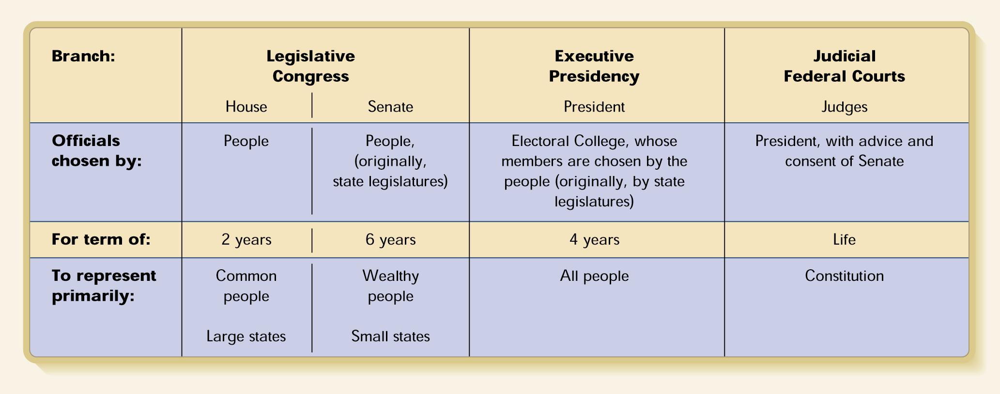 Branch:
Legislative
Congress
House
Senate
Executive
Presidency
President
Judicial
Federal Courts
Judges
Officials
chosen by:
People
People,
(originally,
state legislatures)
Electoral College, whose
members are chosen by the
people (originally, by state
legislatures)
President, with advice and
consent of Senate
For term of:
2 years
6 years
4 years
Life
To represent
primarily:
Common
people
Large states
Wealthy
people
Small states
All people
Constitution